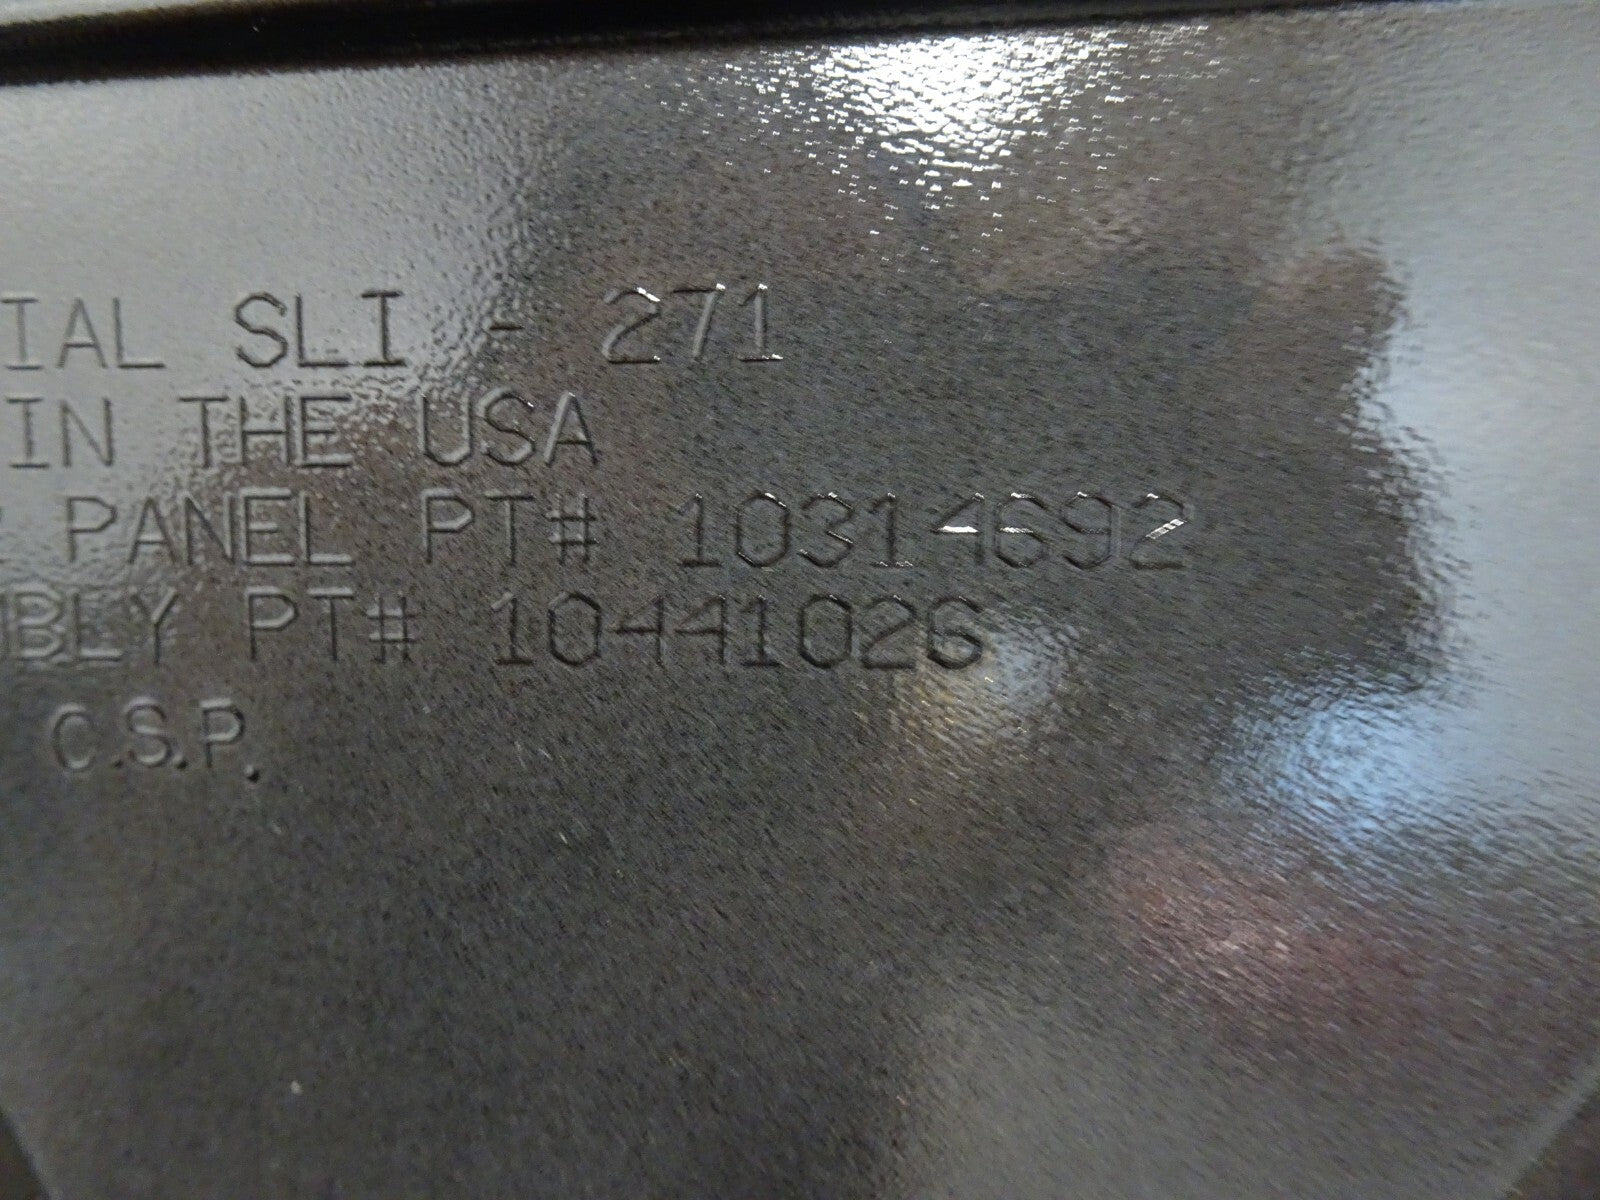 IAL SLI - 271
IN THE USA
PANEL PT# 10314692
BLY PT# 10441026
C.S.P.